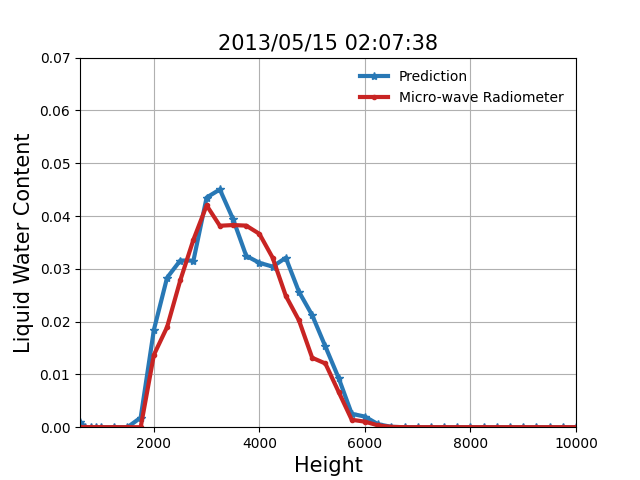 2013/05/15 02:07:38
0.07
0.06
0.05
0.04
0.03
0.02
0.01
0.00
Liquid Water Content
Prediction
Micro-wave Radiometer
2000 4000 6000 8000 10000
Height